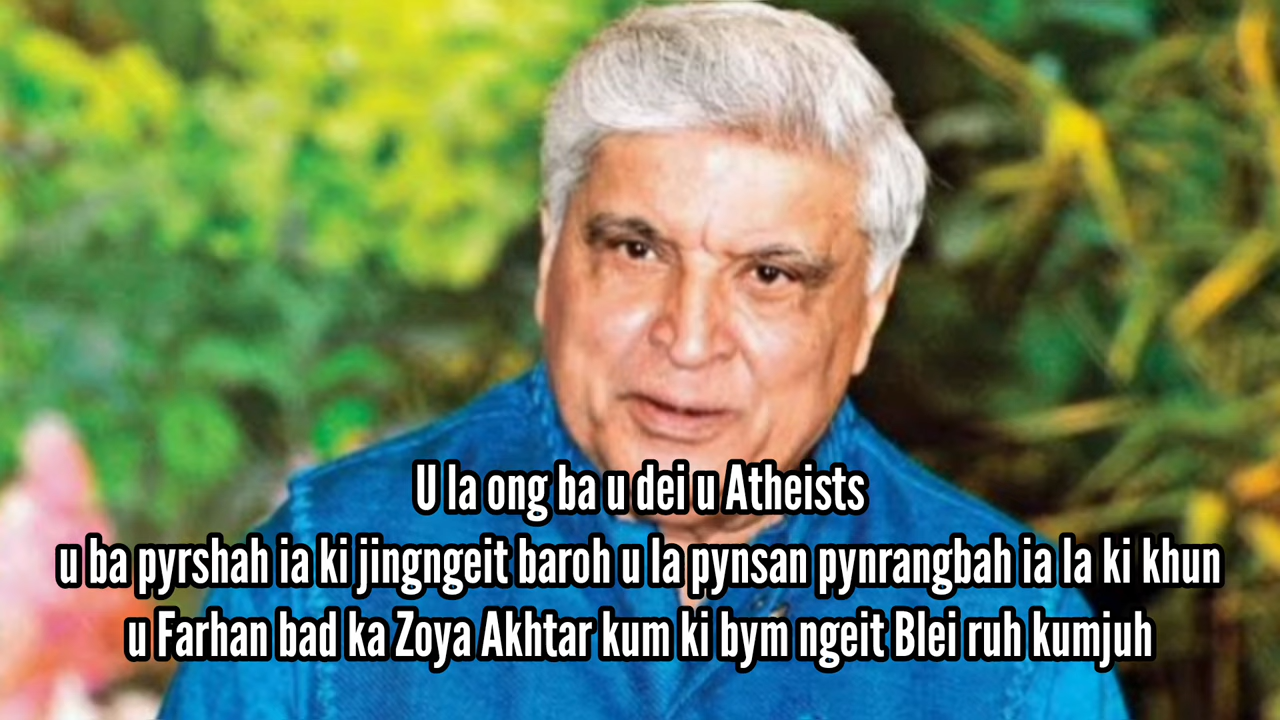 U la ong ba u dei u Atheists
u ba pyrshah ia ki jingngeit baroh u la pynsan pynrangbah ia la ki khun
u Farhan bad ka Zoya Akhtar kum ki bym ngeit Blei ruh kumjuh